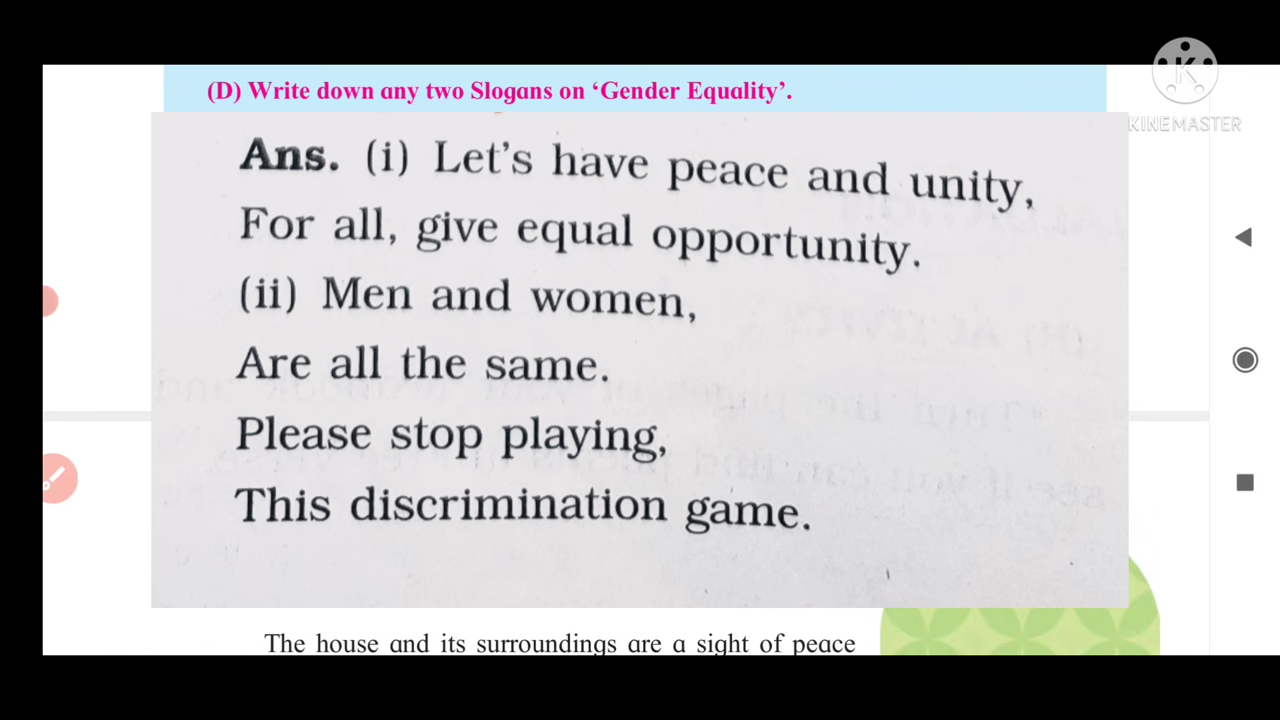 (D) Write down any two Slogans on ‘Gender Equality’.
KINEMASTER
Ans. (i) Let's have peace and unity,
For all, give equal opportunity.
(ii) Men and women,
Are all the same.
Please stop playing,
This discrimination game.
The house and its surroundings are a sight of peace